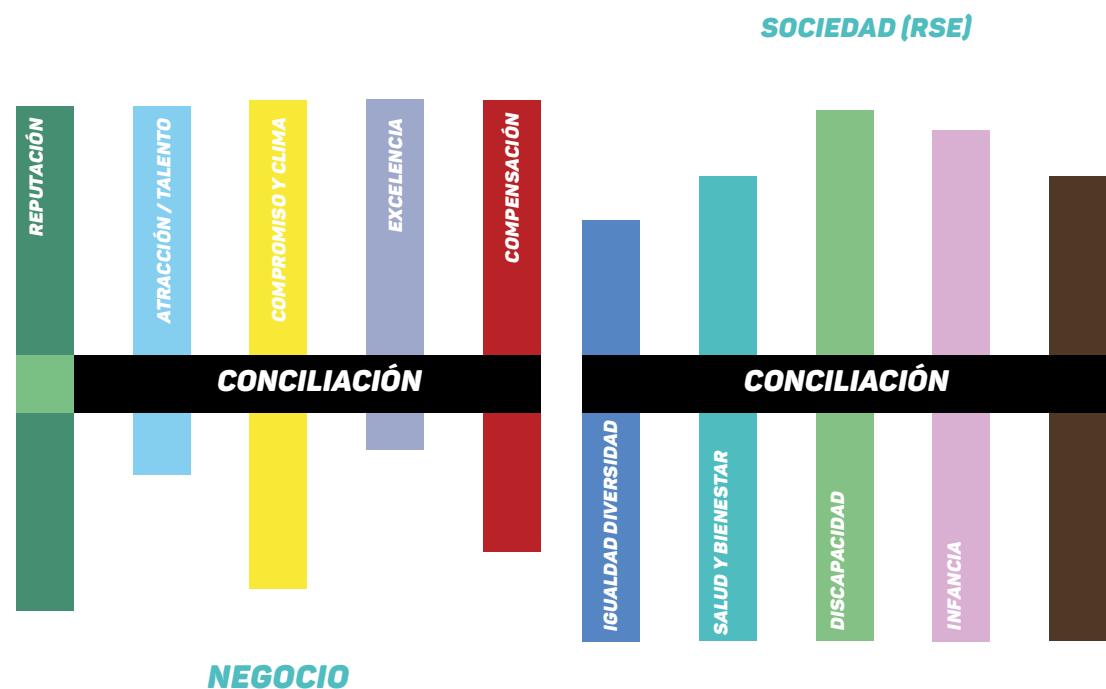 SOCIEDAD (RSE)
REPUTACIÓN
ATRACCIÓN / TALENTO
COMPROMISO Y CLIMA
EXCELENCIA
COMPENSACIÓN
CONCILIACIÓN
CONCILIACIÓN
IGUALDAD DIVERSIDAD
SALUD Y BIENESTAR
DISCAPACIDAD
INFANCIA
NEGOCIO